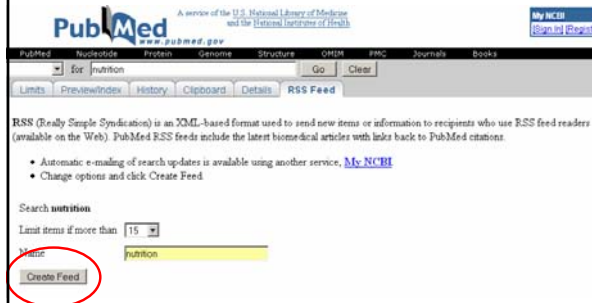 A service of the U.S. National Library of Medicine
and the National Institutes of Health
My NCBI
PubMed
www.pubmed.gov
[Sign In] [Regist
PubMed Nucleotide Protein Genome Structure OMIM PMC Journals Books
for nutrition Go Clear
Limits Preview/Index History Clipboard Details RSS Feed
RSS (Really Simple Syndication) is an XML-based format used to send new items or information to recipients who use RSS feed readers
(available on the Web). PubMed RSS feeds include the latest biomedical articles with links back to PubMed citations.
• Automatic e-mailing of search updates is available using another service, My NCBI.
• Change options and click Create Feed.
Search nutrition
Limit items if more than 15
Name nutrition
Create Feed